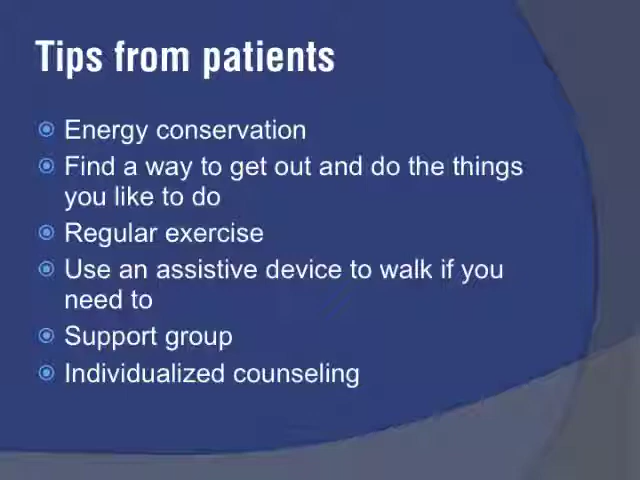 Tips from patients
Energy conservation
Find a way to get out and do the things
you like to do
Regular exercise
Use an assistive device to walk if you
need to
Support group
Individualized counseling